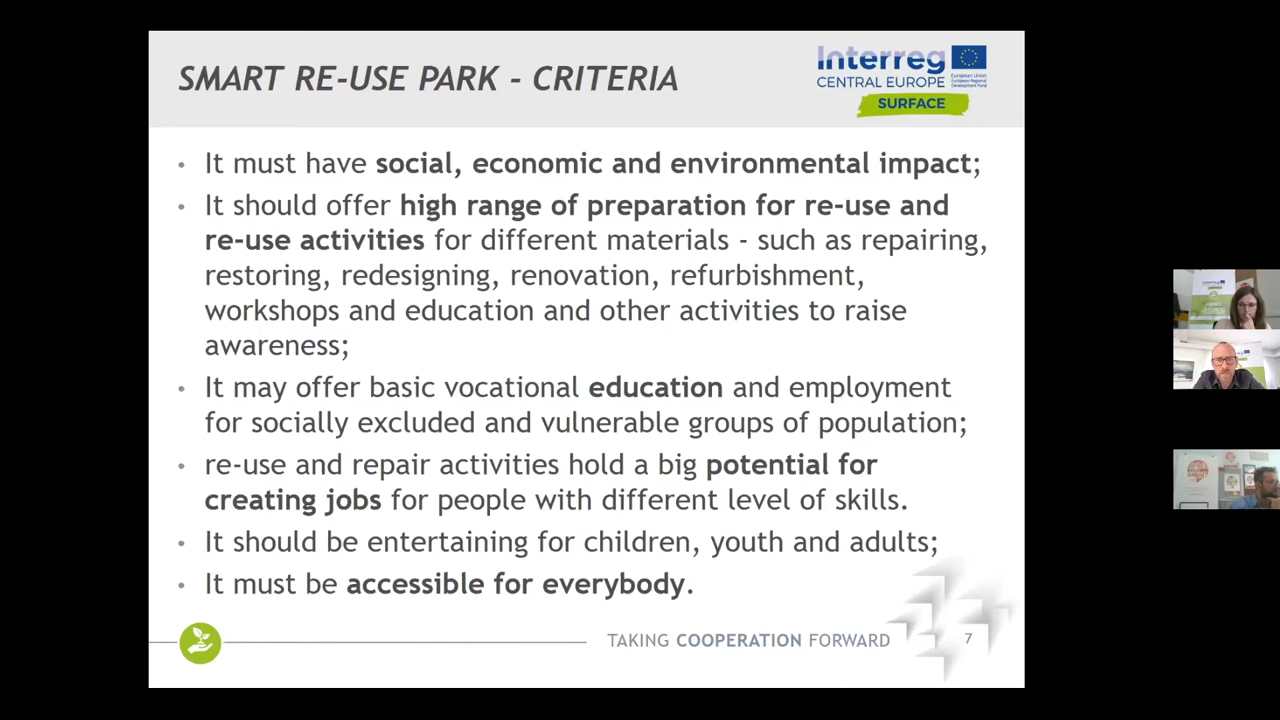 SMART RE-USE PARK - CRITERIA
Interreg
CENTRAL EUROPE
European Union
European Regional
Development Fund
SURFACE
• It must have social, economic and environmental impact;
• It should offer high range of preparation for re-use and
re-use activities for different materials - such as repairing,
restoring, redesigning, renovation, refurbishment,
workshops and education and other activities to raise
awareness;
• It may offer basic vocational education and employment
for socially excluded and vulnerable groups of population;
• re-use and repair activities hold a big potential for
creating jobs for people with different level of skills.
• It should be entertaining for children, youth and adults;
• It must be accessible for everybody.
TAKING COOPERATION FORWARD
7